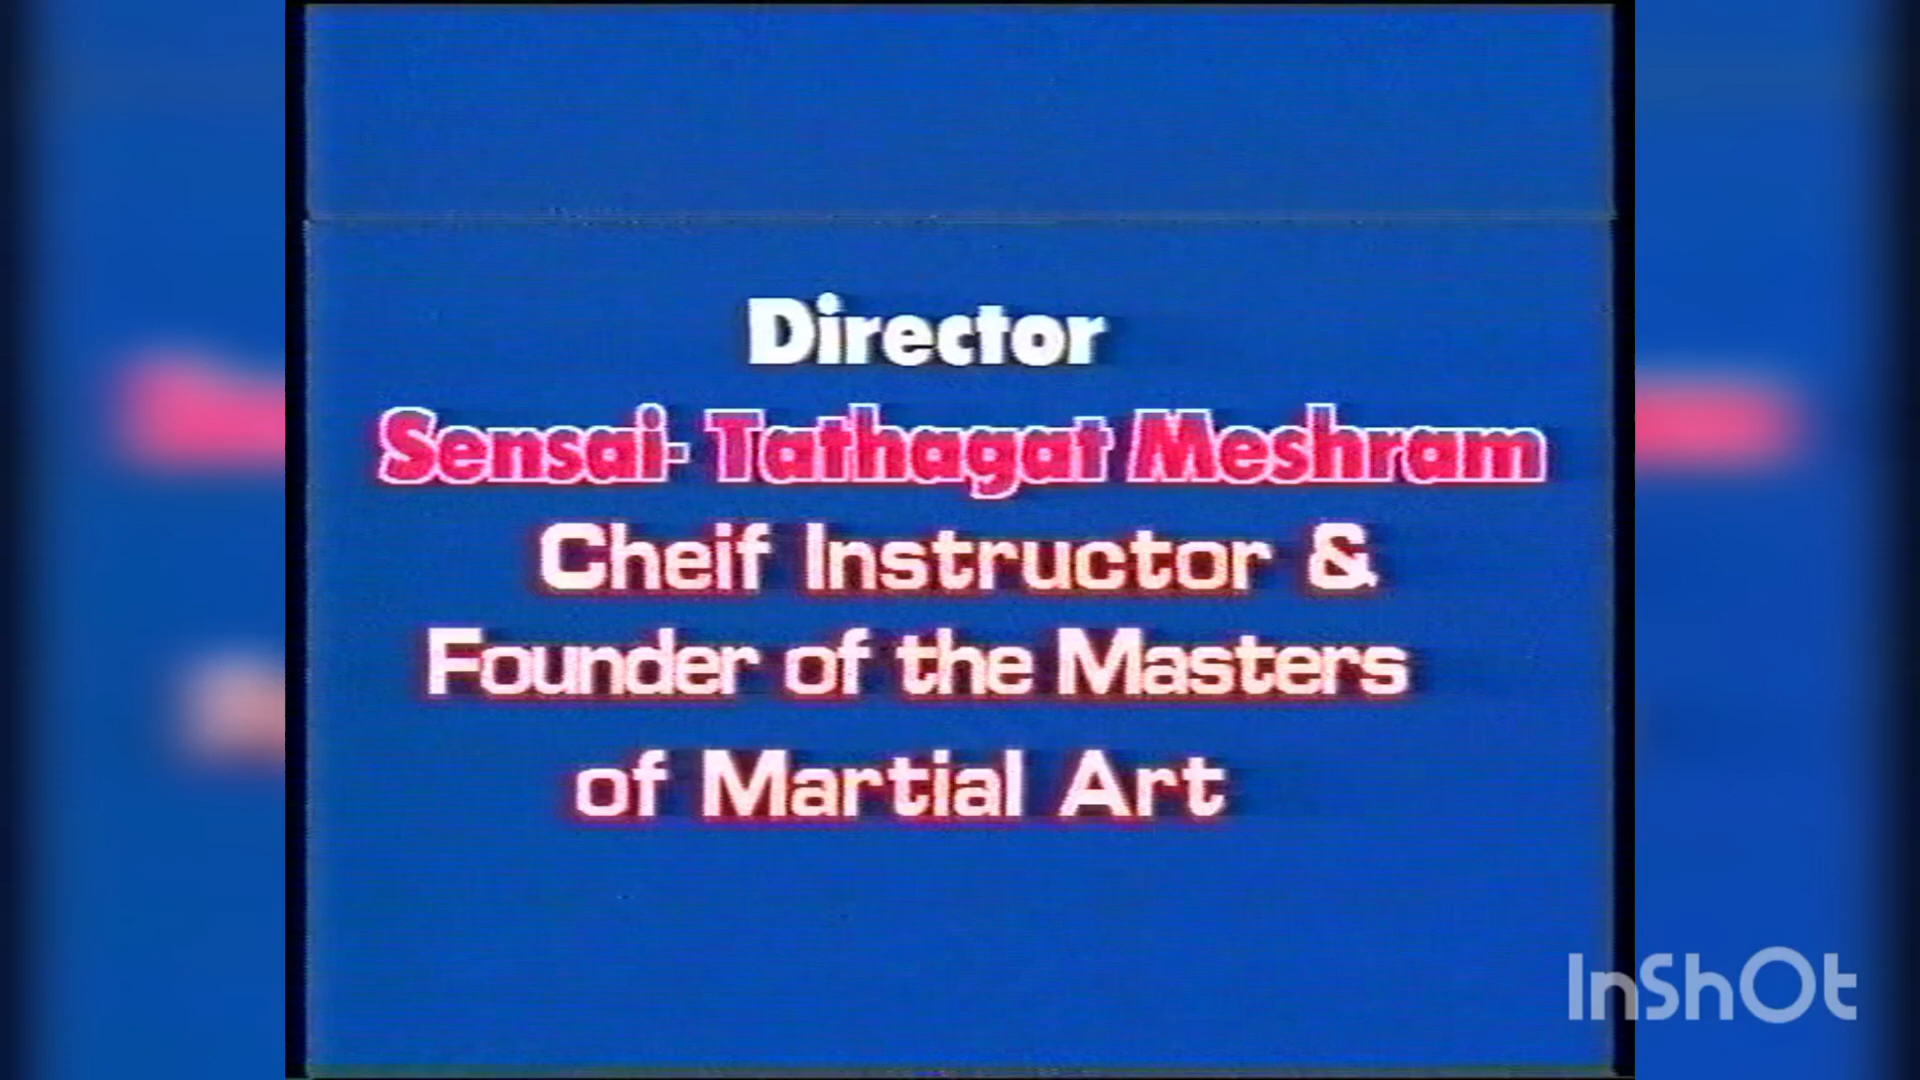 Director
Sensai- Tathagat Meshram
Cheif Instructor &
Founder of the Masters
of Martial Art
InShOt